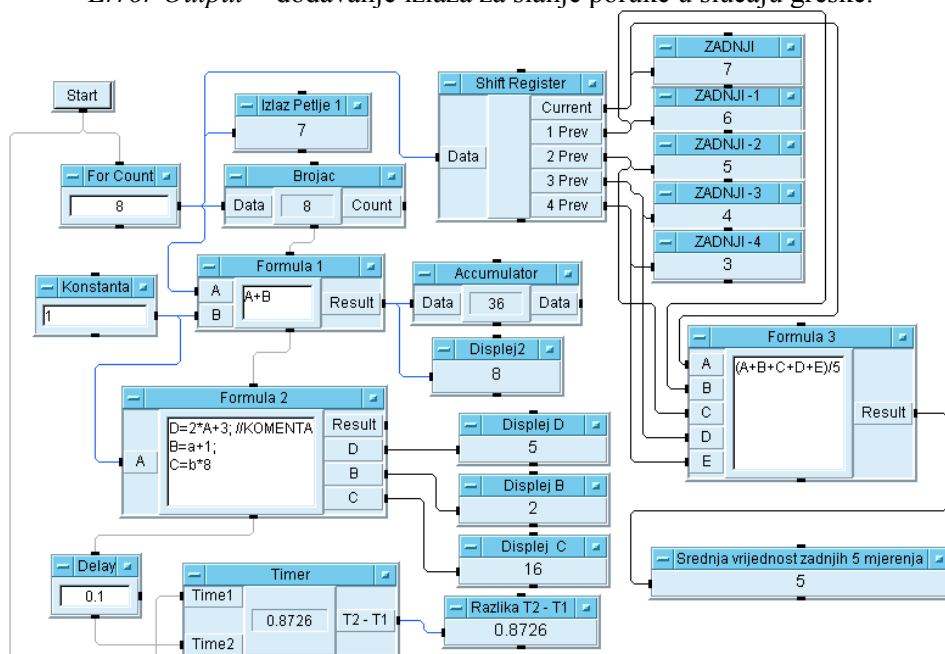 Error Output – dodavanje izlaza za slanje poruke u slučaju greške.
Start
For Count
8
Izlaz Petlje 1
7
Brojac
Data 8 Count
Shift Register
Data
Current
1 Prev
2 Prev
3 Prev
4 Prev
ZADNJI
7
ZADNJI -1
6
ZADNJI -2
5
ZADNJI -3
4
ZADNJI -4
3
Konstanta
1
Formula 1
A
B
A+B
Result
Accumulator
Data 36 Data
Displej2
8
Formula 2
A
D=2*A+3; //KOMENTA
B=a+1;
C=b*8
Result
D
B
C
Displej D
5
Displej B
2
Displej C
16
Formula 3
A
B
C
D
E
(A+B+C+D+E)/5
Result
Srednja vrijednost zadnjih 5 mjerenja
5
Delay
0.1
Timer
Time1
Time2
0.8726
T2 - T1
Razlika T2 - T1
0.8726